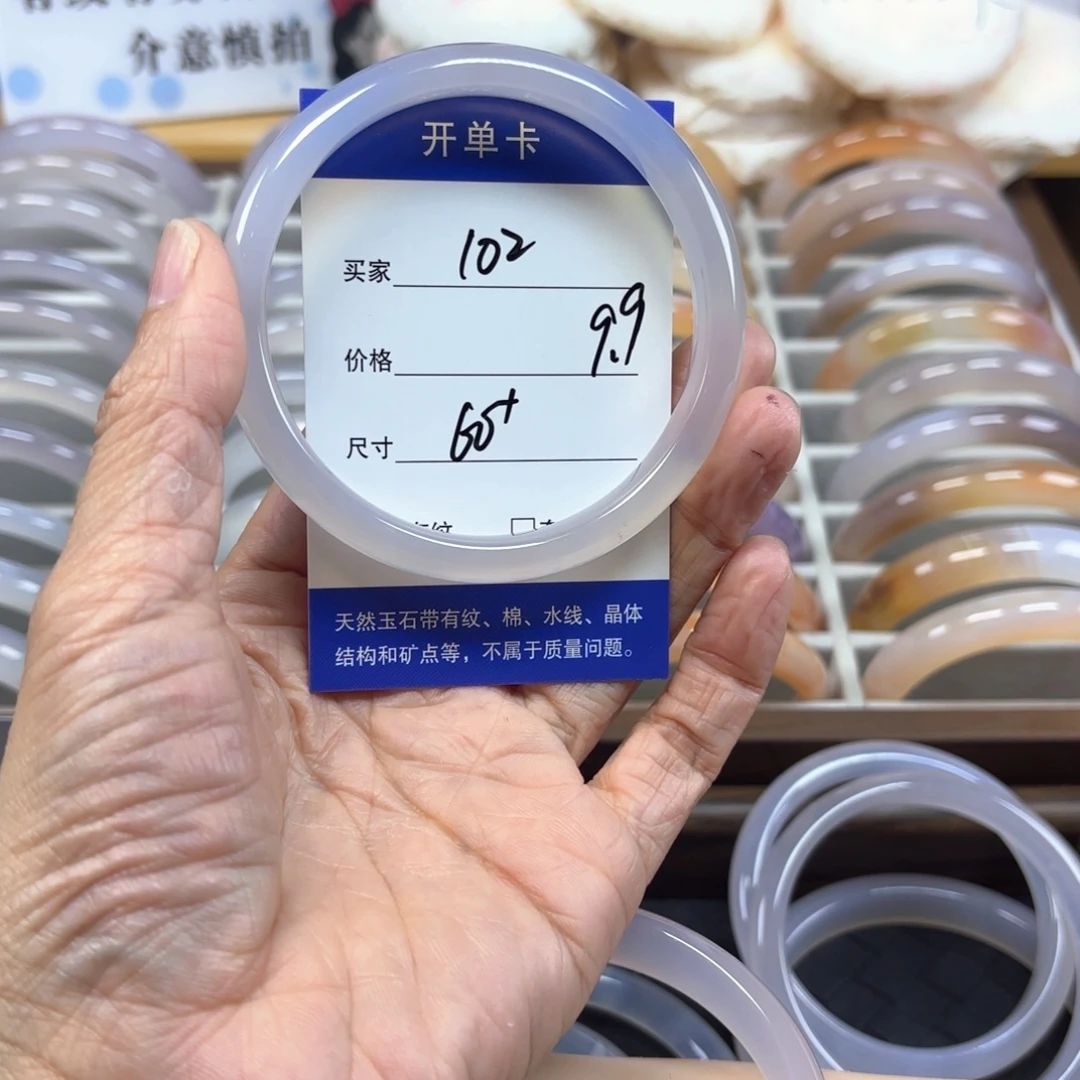 介意慎拍
开单卡
买家 102
价格 9.9
尺寸 60+
天然玉石带有纹、棉、水线、晶体
结构和矿点等，不属于质量问题。